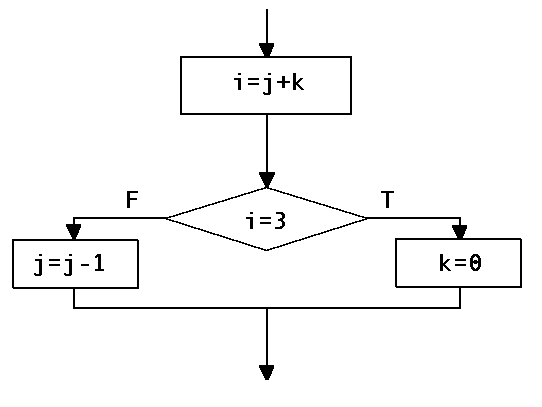 i=j+k
F
T
i=3
j=j-1
k=0